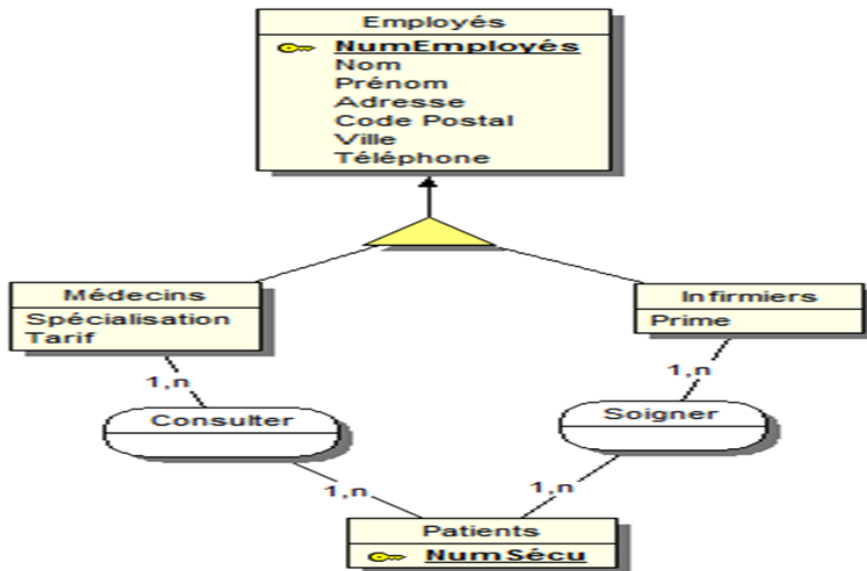 Employés
NumEmployés
Nom
Prénom
Adresse
Code Postal
Ville
Téléphone
Médecins
Spécialisation
Tarif
Infirmiers
Prime
1,n
1,n
Consulter
Soigner
1,n
1,n
Patients
NumSécu